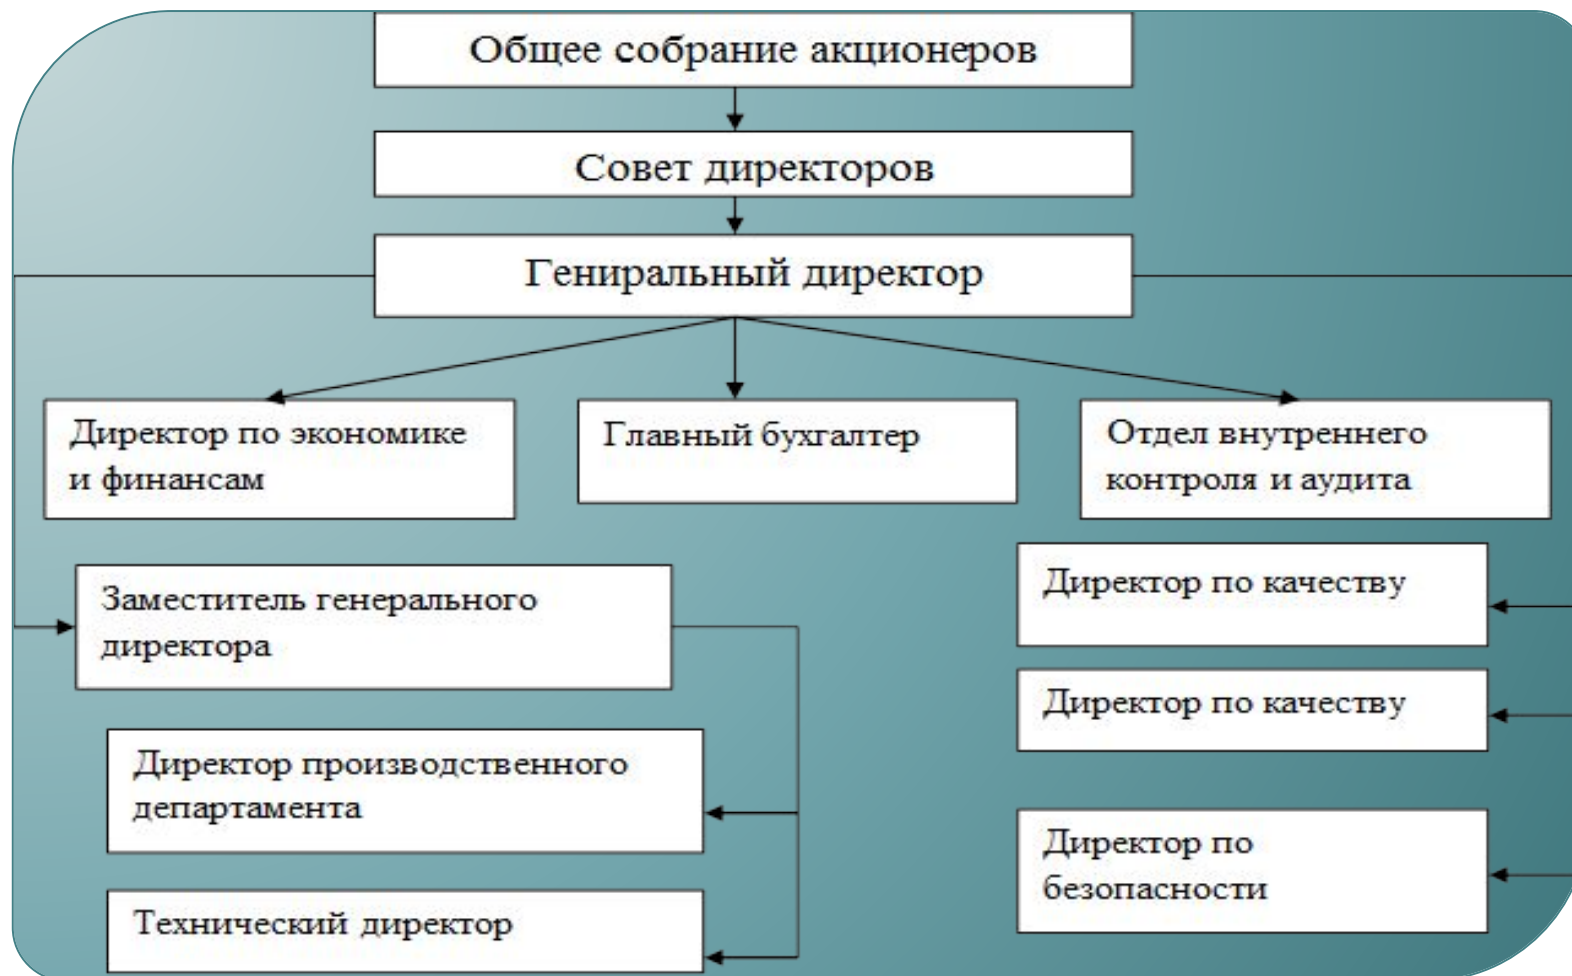 Общее собрание акционеров
Совет директоров
Гениральный директор
Директор по экономике
и финансам
Главный бухгалтер
Отдел внутреннего
контроля и аудита
Заместитель генерального
директора
Директор производственного
департамента
Технический директор
Директор по качеству
Директор по качеству
Директор по
безопасности